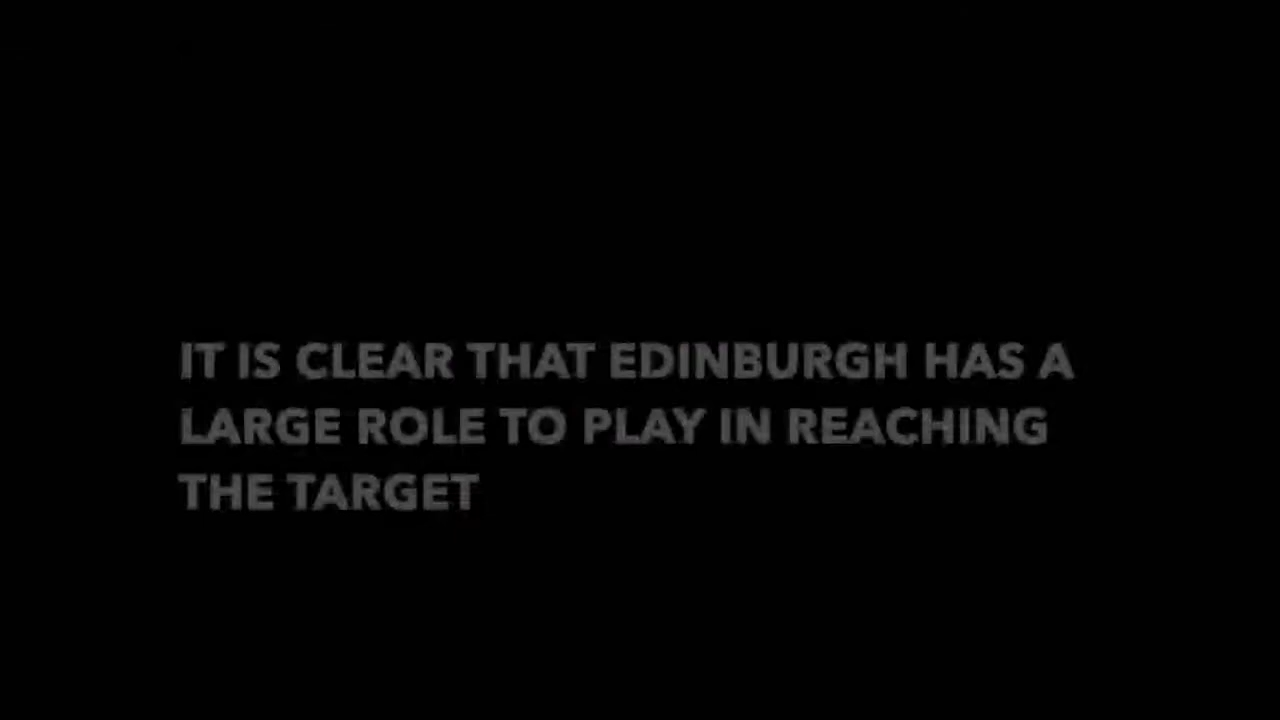 IT IS CLEAR THAT EDINBURGH HAS A
LARGE ROLE TO PLAY IN REACHING
THE TARGET